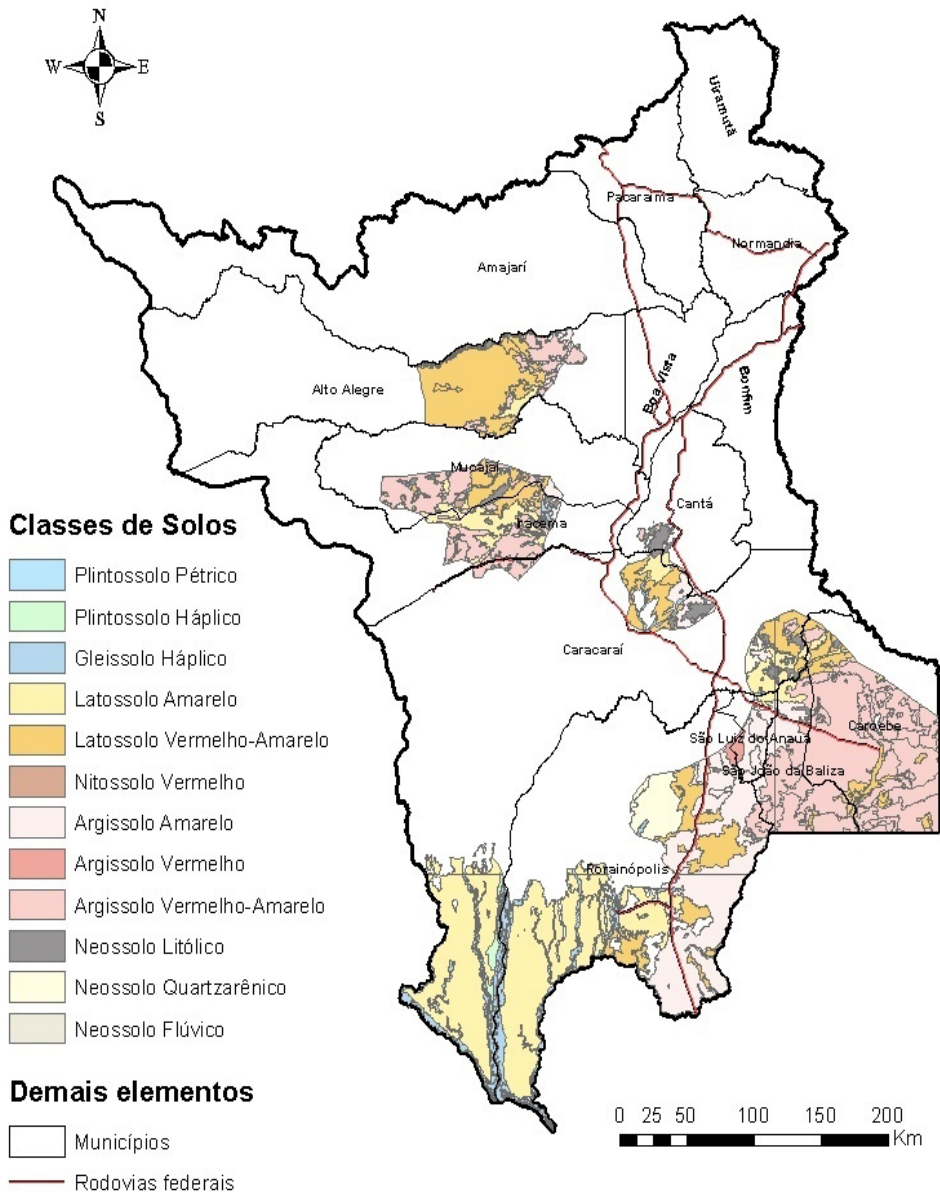 N
W
E
S
Uiramutã
Pacaraima
Normandia
Amajarí
Alto Alegre
Boa Vista
Bonfim
Mucajaí
Cantá
Iracema
Caracaraí
Caroebe
São Luiz do Anauá
São João da Baliza
Rorainópolis
Classes de Solos
Plintossolo Pétrico
Plintossolo Háplico
Gleissolo Háplico
Latossolo Amarelo
Latossolo Vermelho-Amarelo
Nitossolo Vermelho
Argissolo Amarelo
Argissolo Vermelho
Argissolo Vermelho-Amarelo
Neossolo Litólico
Neossolo Quartzarênico
Neossolo Flúvico
Demais elementos
Municípios
Rodovias federais
0 25 50 100 150 200
Km